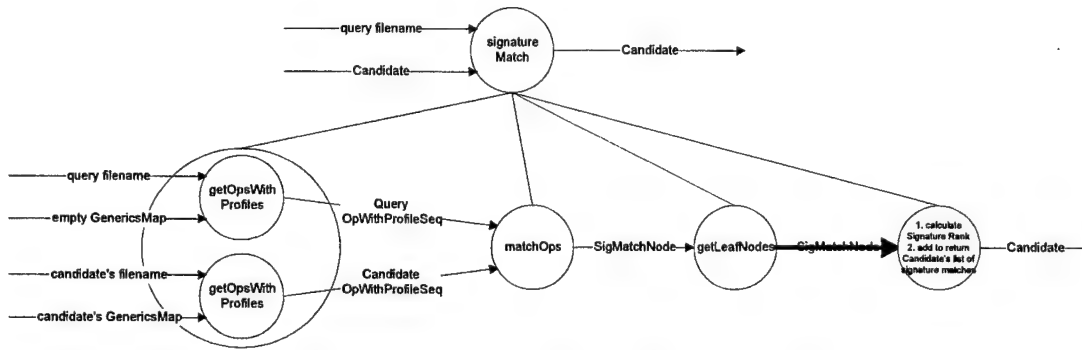 query filename
signature
Match
Candidate
Candidate
query filename
getOpsWith
Profiles
empty GenericsMap
Query
OpWithProfileSeq
matchOps
SigMatchNode
getLeafNodes
SigMatchNode
1. calculate
Signature Rank
2. add to return
Candidate's list of
signature matches
Candidate
candidate's filename
getOpsWith
Profiles
Candidate
OpWithProfileSeq
candidate's GenericsMap